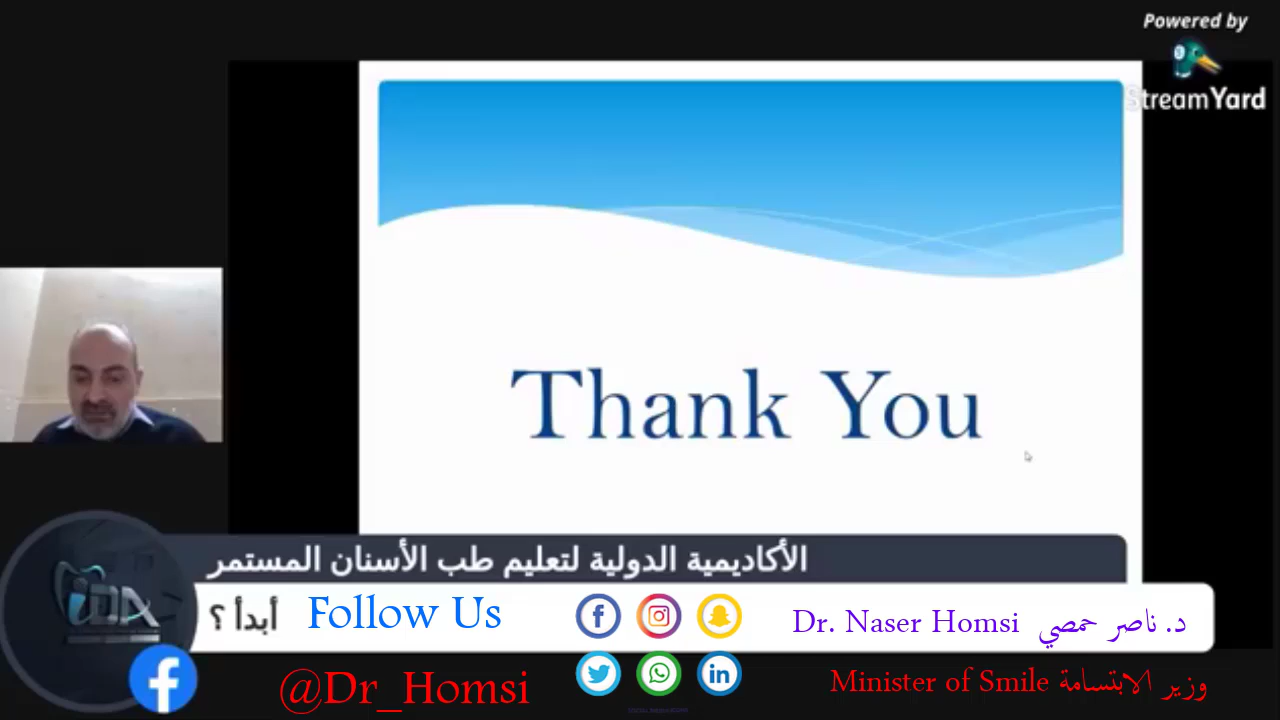 Powered by
StreamYard
Thank You
الأكاديمية الدولية لتعليم طب الأسنان المستمر
أبدأ ؟
Follow Us
Dr. Naser Homsi د. ناصر حمصي
@Dr_Homsi
Minister of Smile وزير الابتسامة
iDA